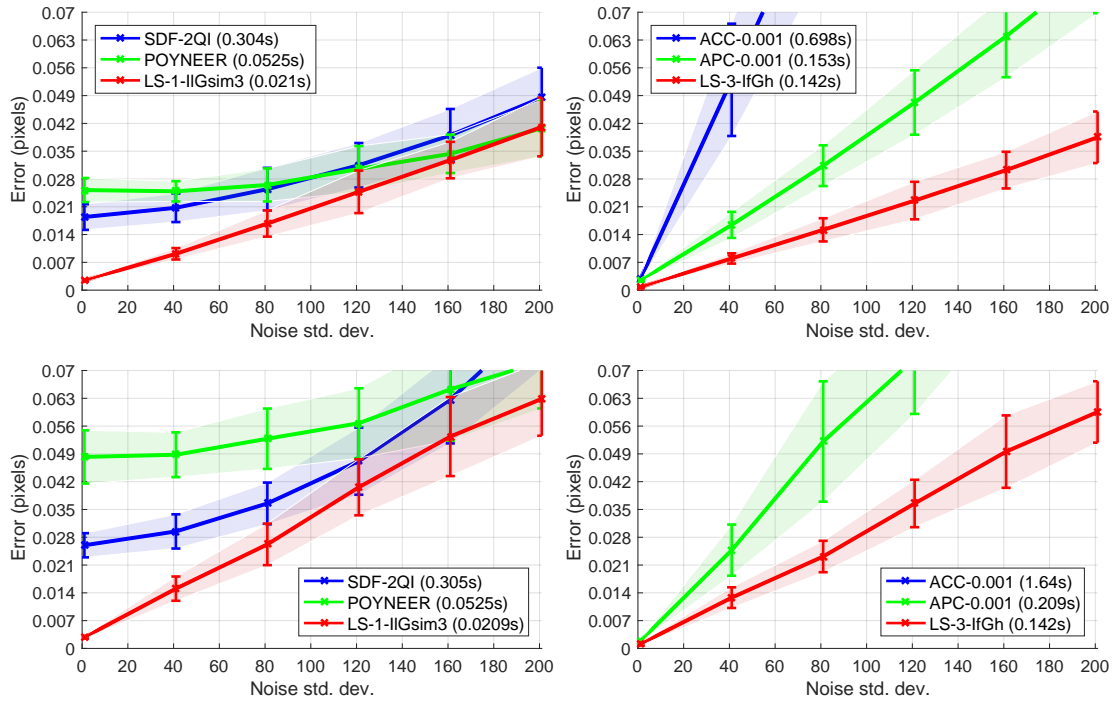 0.07
0.063
0.056
0.049
0.042
0.035
0.028
0.021
0.014
0.007
0
Error (pixels)
SDF-2QI (0.304s)
POYNEER (0.0525s)
LS-1-IIGsim3 (0.021s)
0 20 40 60 80 100 120 140 160 180 200
Noise std. dev.
0.07
0.063
0.056
0.049
0.042
0.035
0.028
0.021
0.014
0.007
0
Error (pixels)
ACC-0.001 (0.698s)
APC-0.001 (0.153s)
LS-3-IfGh (0.142s)
0 20 40 60 80 100 120 140 160 180 200
Noise std. dev.
0.07
0.063
0.056
0.049
0.042
0.035
0.028
0.021
0.014
0.007
0
Error (pixels)
SDF-2QI (0.305s)
POYNEER (0.0525s)
LS-1-IIGsim3 (0.0209s)
0 20 40 60 80 100 120 140 160 180 200
Noise std. dev.
0.07
0.063
0.056
0.049
0.042
0.035
0.028
0.021
0.014
0.007
0
Error (pixels)
ACC-0.001 (1.64s)
APC-0.001 (0.209s)
LS-3-IfGh (0.142s)
0 20 40 60 80 100 120 140 160 180 200
Noise std. dev.